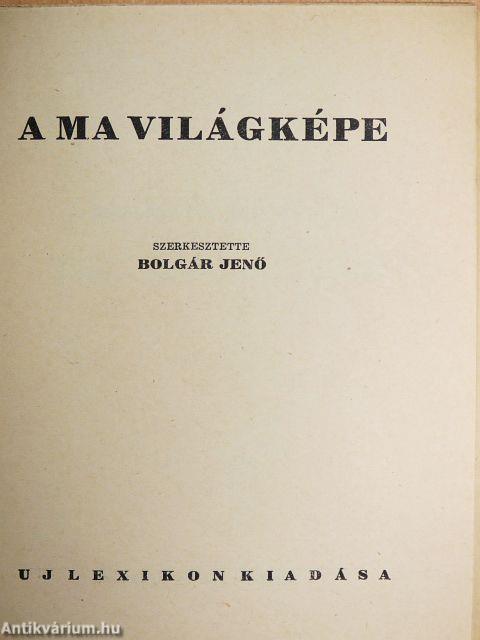 A MA VILÁGKÉPE
SZERKESZTETTE
BOLGÁR JENŐ
UJ LEXIKON KIADÁSA
Antikvárium.hu